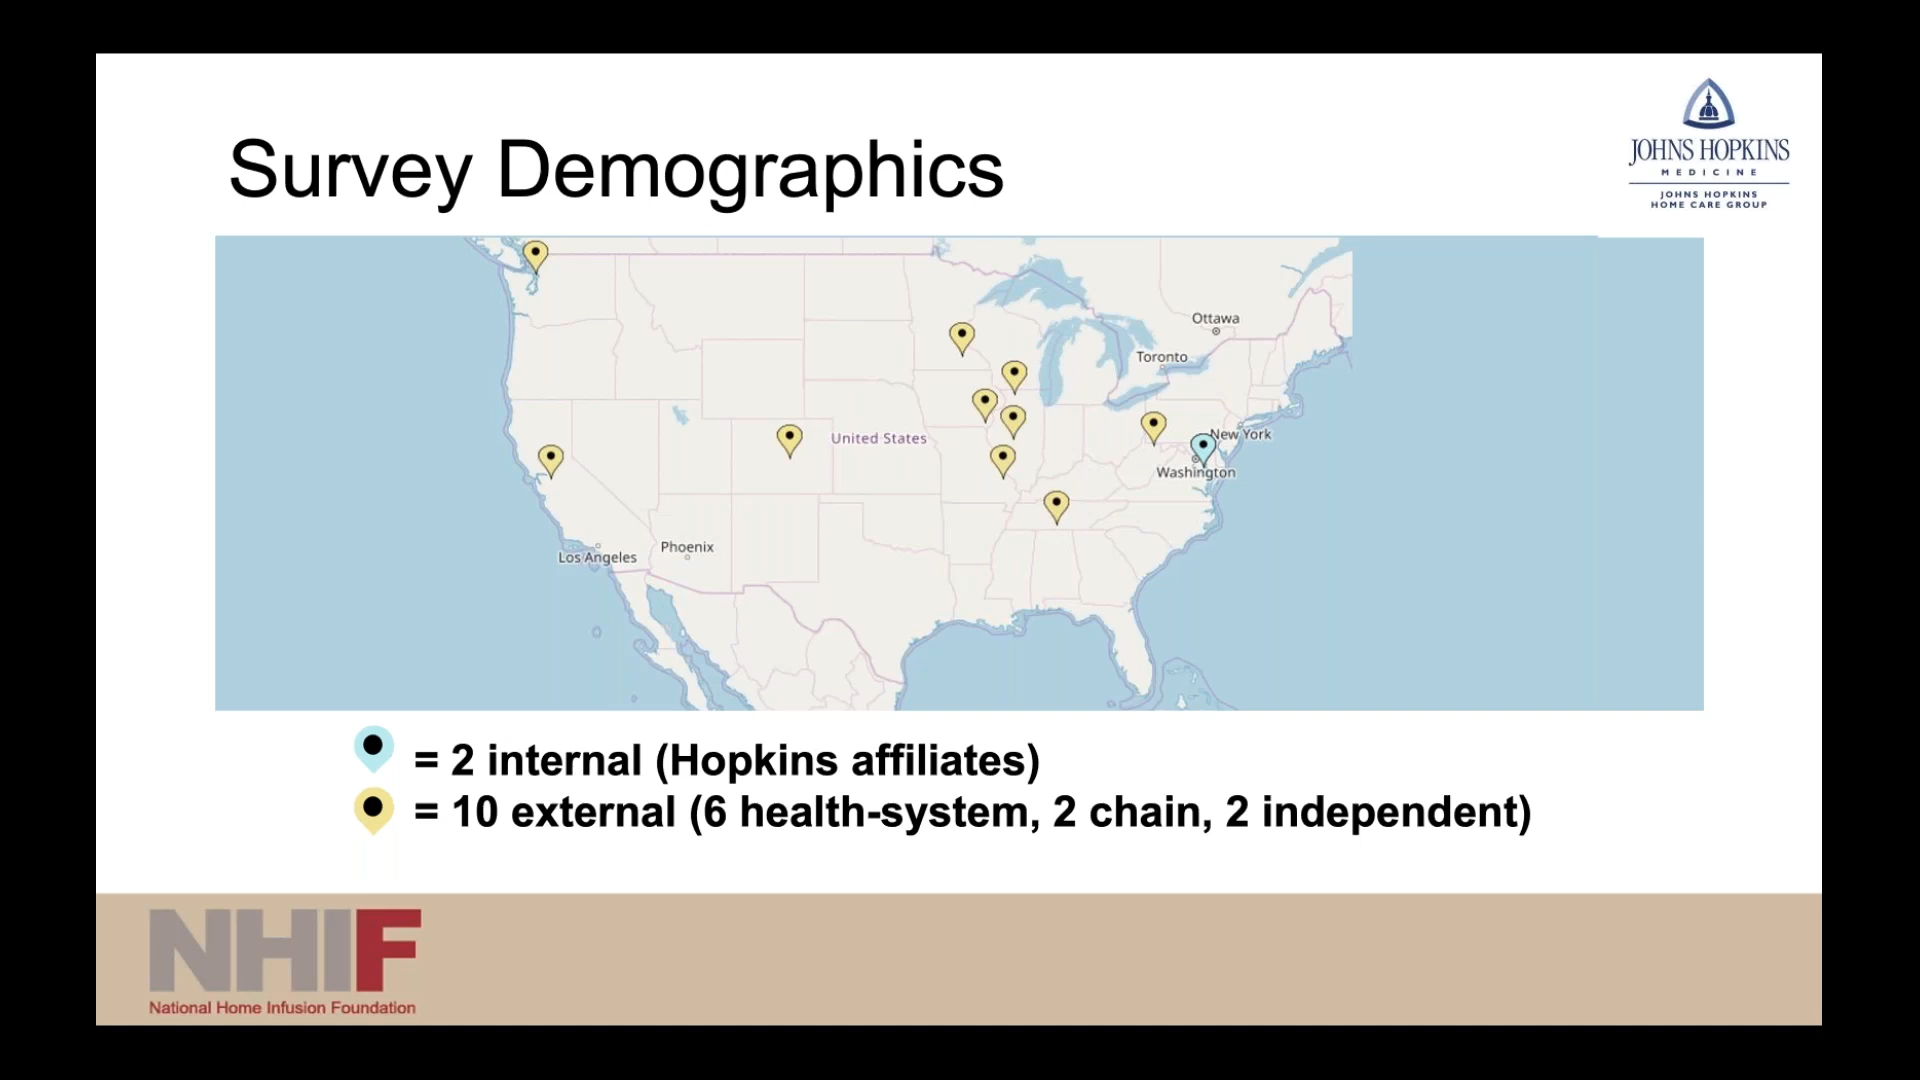 JOHNS HOPKINS
MEDICINE
JOHNS HOPKINS
HOME CARE GROUP
Survey Demographics
Ottawa
Toronto
United States
New York
Washington
Los Angeles
Phoenix
= 2 internal (Hopkins affiliates)
= 10 external (6 health-system, 2 chain, 2 independent)
NHIF
National Home Infusion Foundation